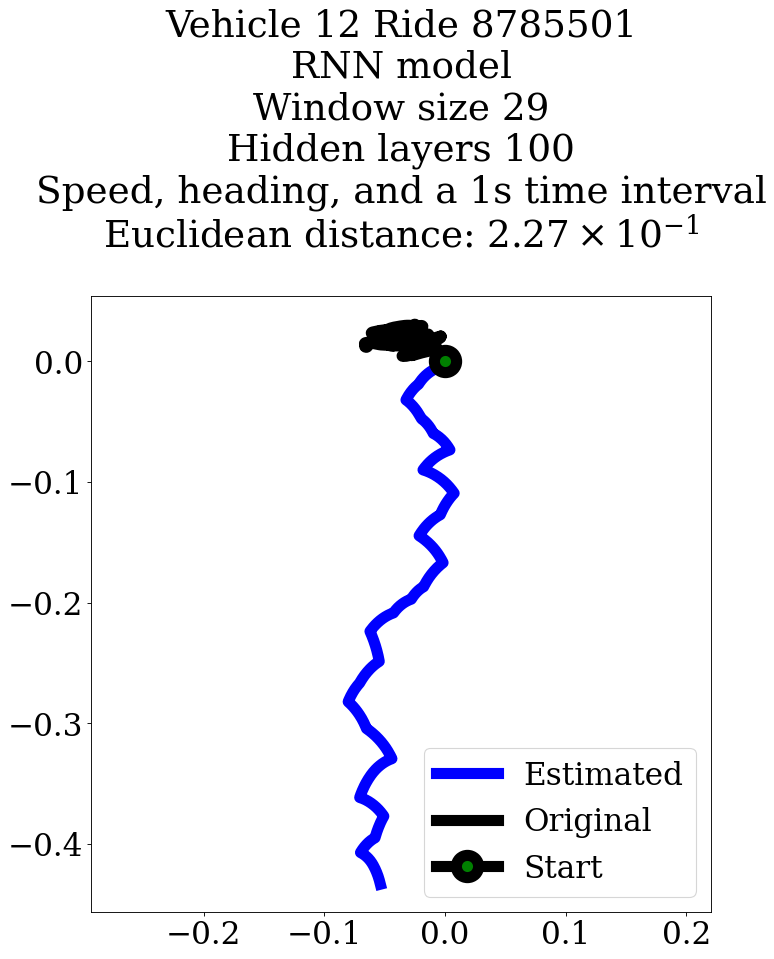 Vehicle 12 Ride 8785501
RNN model
Window size 29
Hidden layers 100
Speed, heading, and a 1s time interval
Euclidean distance: 2.27 × 10⁻¹
0.0
−0.1
−0.2
−0.3
−0.4
Estimated
Original
Start
−0.2 −0.1 0.0 0.1 0.2